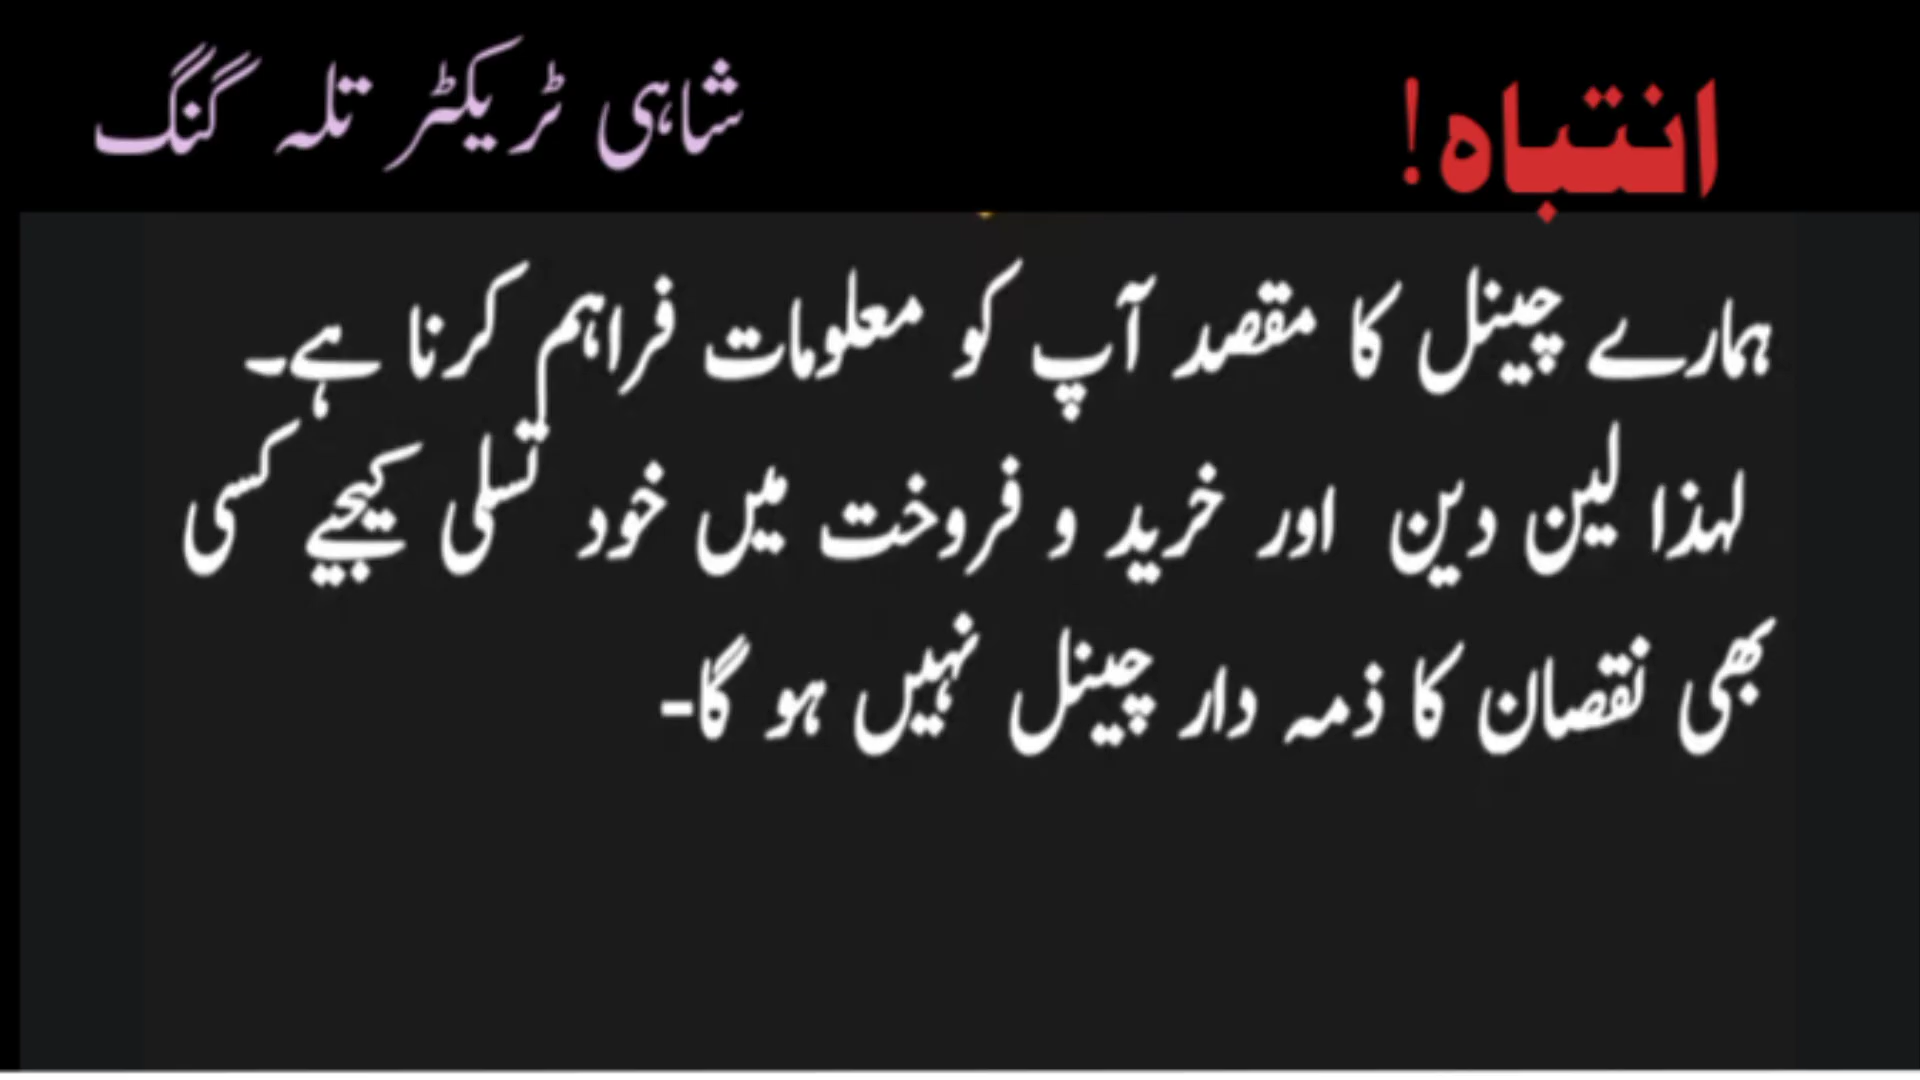 انتباہ!
شاہی ٹریکٹر تلہ گنگ
ہمارے چینل کا مقصد آپ کو معلومات فراہم کرنا ہے۔
لہذا لین دین اور خرید و فروخت میں خود تسلی کیجیے کسی
بھی نقصان کا ذمہ دار چینل نہیں ہو گا-